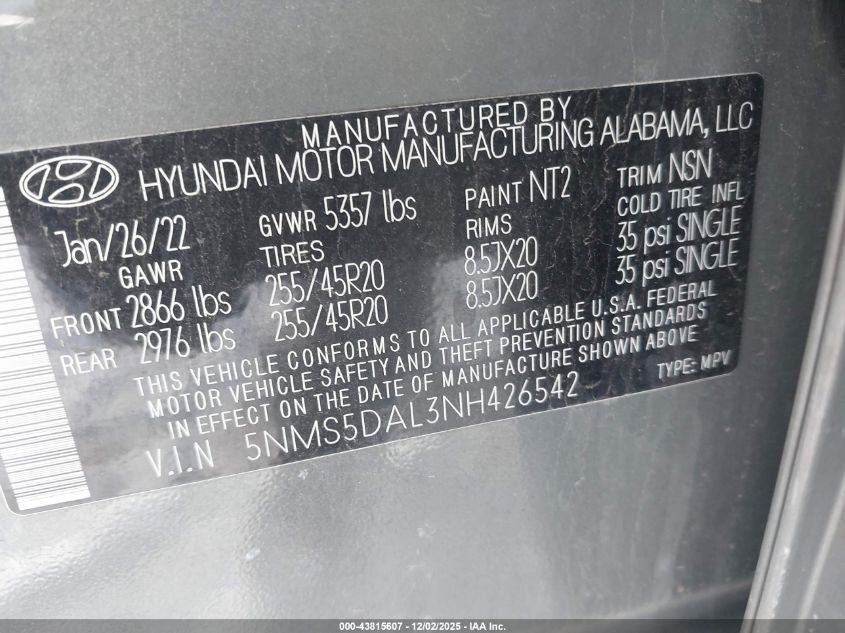 MANUFACTURED BY
HYUNDAI MOTOR MANUFACTURING ALABAMA, LLC
Jan/26/22 GVWR 5357 lbs PAINT NT2 TRIM NSN
GAWR TIRES RIMS COLD TIRE INFL
FRONT 2866 lbs 255/45R20 8.5JX20 35 psi SINGLE
REAR 2976 lbs 255/45R20 8.5JX20 35 psi SINGLE
THIS VEHICLE CONFORMS TO ALL APPLICABLE U.S.A. FEDERAL
MOTOR VEHICLE SAFETY AND THEFT PREVENTION STANDARDS
IN EFFECT ON THE DATE OF MANUFACTURE SHOWN ABOVE
V.I.N 5NMS5DAL3NH426542 TYPE: MPV
000-43815607 - 12/02/2025 - IAA Inc.